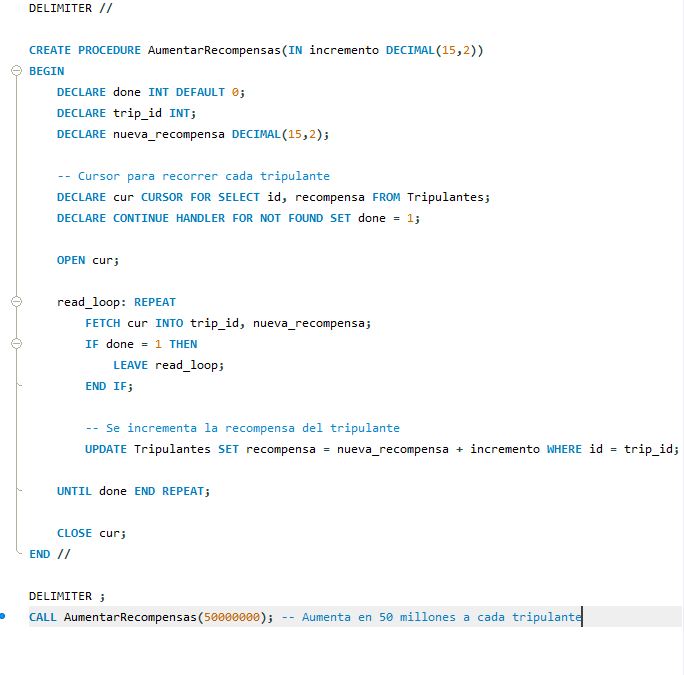 DELIMITER //
CREATE PROCEDURE AumentarRecompensas(IN incremento DECIMAL(15,2))
BEGIN
DECLARE done INT DEFAULT 0;
DECLARE trip_id INT;
DECLARE nueva_recompensa DECIMAL(15,2);
-- Cursor para recorrer cada tripulante
DECLARE cur CURSOR FOR SELECT id, recompensa FROM Tripulantes;
DECLARE CONTINUE HANDLER FOR NOT FOUND SET done = 1;
OPEN cur;
read_loop: REPEAT
FETCH cur INTO trip_id, nueva_recompensa;
IF done = 1 THEN
LEAVE read_loop;
END IF;
-- Se incrementa la recompensa del tripulante
UPDATE Tripulantes SET recompensa = nueva_recompensa + incremento WHERE id = trip_id;
UNTIL done END REPEAT;
CLOSE cur;
END //
DELIMITER ;
CALL AumentarRecompensas(50000000); -- Aumenta en 50 millones a cada tripulante